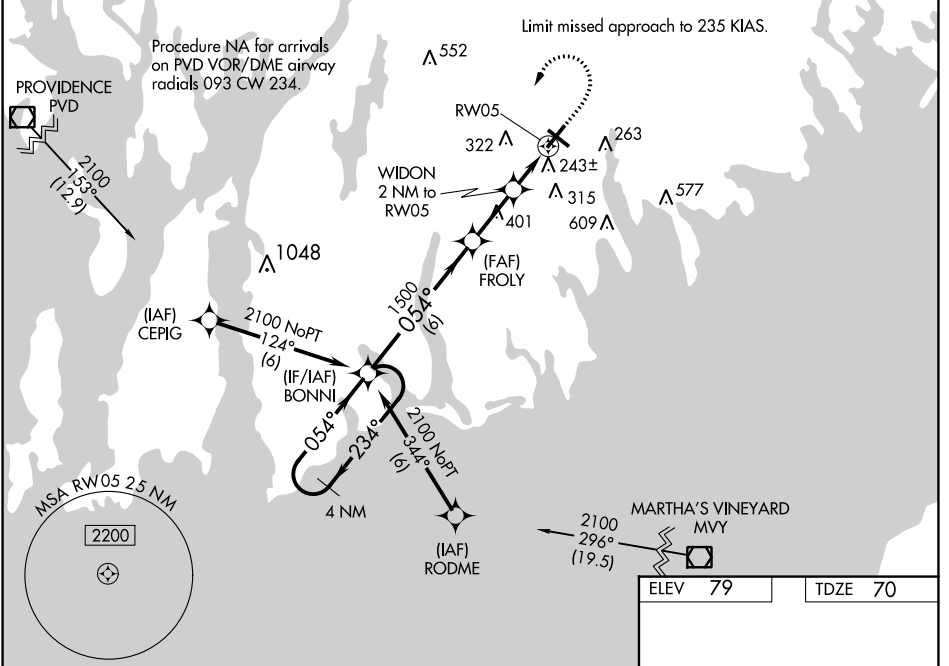 Limit missed approach to 235 KIAS.
Procedure NA for arrivals
on PVD VOR/DME airway
radials 093 CW 234.
552
PROVIDENCE
PVD
2100
153°
(12.9)
RW05
322
263
243±
WIDON
2 NM to
RW05
315
577
401
609
(FAF)
FROLY
1048
1500
054°
(6)
(IAF)
CEPIG
2100 NoPT
124°
(6)
(IF/IAF)
BONNI
054°
234°
2100 NoPT
344°
(6)
4 NM
MSA RW05 25 NM
2200
(IAF)
RODME
MARTHA'S VINEYARD
MVY
2100
296°
(19.5)
ELEV 79
TDZE 70